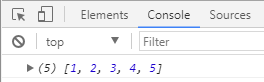 Elements Console Sources
top Filter
(5) [1, 2, 3, 4, 5]